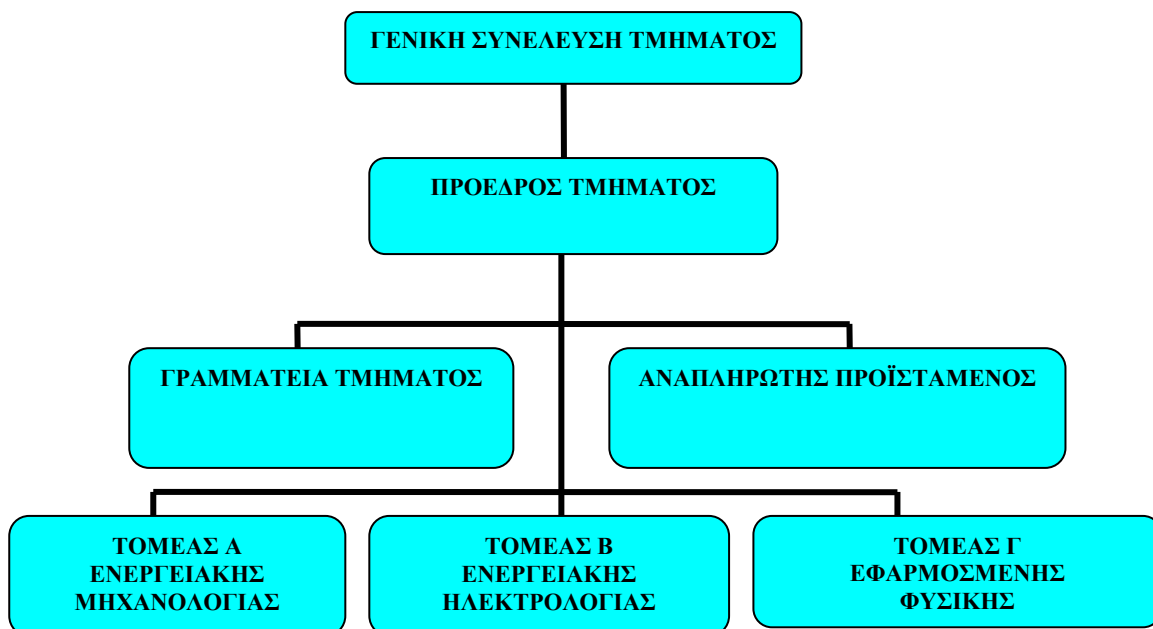 ΓΕΝΙΚΗ ΣΥΝΕΛΕΥΣΗ ΤΜΗΜΑΤΟΣ
ΠΡΟΕΔΡΟΣ ΤΜΗΜΑΤΟΣ
ΓΡΑΜΜΑΤΕΙΑ ΤΜΗΜΑΤΟΣ
ΑΝΑΠΛΗΡΩΤΗΣ ΠΡΟΪΣΤΑΜΕΝΟΣ
ΤΟΜΕΑΣ Α
ΕΝΕΡΓΕΙΑΚΗΣ
ΜΗΧΑΝΟΛΟΓΙΑΣ
ΤΟΜΕΑΣ Β
ΕΝΕΡΓΕΙΑΚΗΣ
ΗΛΕΚΤΡΟΛΟΓΙΑΣ
ΤΟΜΕΑΣ Γ
ΕΦΑΡΜΟΣΜΕΝΗΣ
ΦΥΣΙΚΗΣ